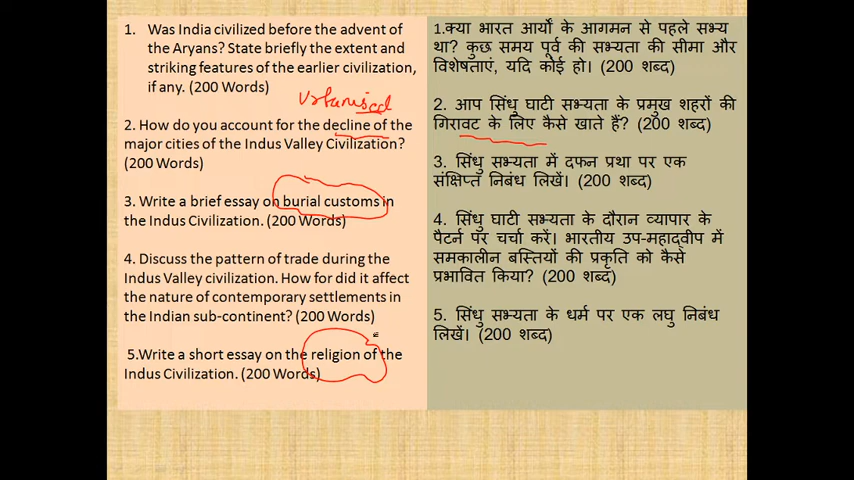 1. Was India civilized before the advent of
the Aryans? State briefly the extent and
striking features of the earlier civilization,
if any. (200 Words)
Urbanised
2. How do you account for the decline of the
major cities of the Indus Valley Civilization?
(200 Words)
3. Write a brief essay on burial customs in
the Indus Civilization. (200 Words)
4. Discuss the pattern of trade during the
Indus Valley civilization. How for did it affect
the nature of contemporary settlements in
the Indian sub-continent? (200 Words)
5.Write a short essay on the religion of the
Indus Civilization. (200 Words)
1.क्या भारत आर्यों के आगमन से पहले सभ्य
था? कुछ समय पूर्व की सभ्यता की सीमा और
विशेषताएं, यदि कोई हो। (200 शब्द)
2. आप सिंधु घाटी सभ्यता के प्रमुख शहरों की
गिरावट के लिए कैसे खाते हैं? (200 शब्द)
3. सिंधु सभ्यता में दफन प्रथा पर एक
संक्षिप्त निबंध लिखें। (200 शब्द)
4. सिंधु घाटी सभ्यता के दौरान व्यापार के
पैटर्न पर चर्चा करें। भारतीय उप-महाद्वीप में
समकालीन बस्तियों की प्रकृति को कैसे
प्रभावित किया? (200 शब्द)
5. सिंधु सभ्यता के धर्म पर एक लघु निबंध
लिखें। (200 शब्द)